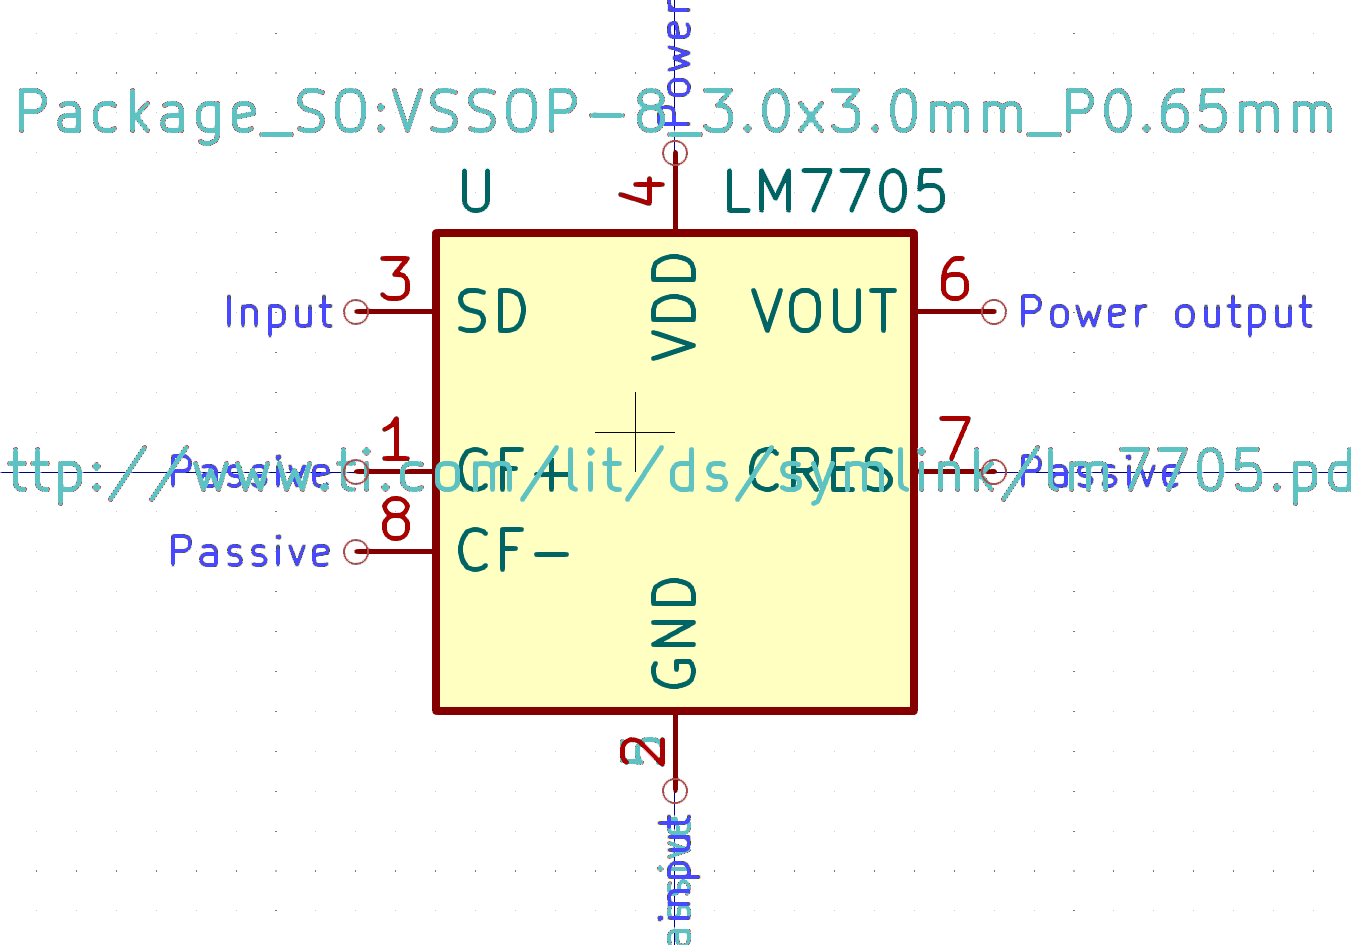 Power
Package_SO:VSSOP-8_3.0x3.0mm_P0.65mm
U
4
LM7705
3
6
Input
SD
VDD
VOUT
Power output
1
7
Passive
CF+
CRES
Passive
ttp://www.ti.com/lit/ds/symlink/lm7705.pd
8
Passive
CF-
GND
2
5
input
assive